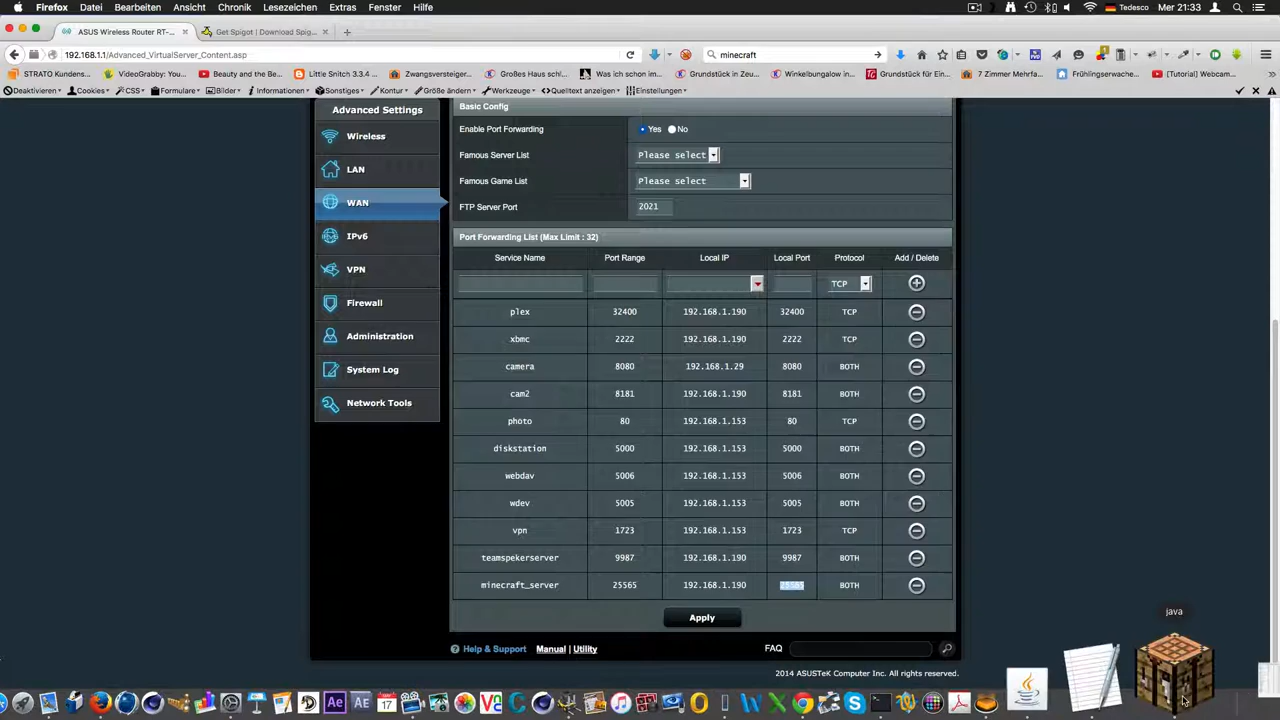 Firefox Datei Bearbeiten Ansicht Chronik Lesezeichen Extras Fenster Hilfe Tedesco Mer 21:33
ASUS Wireless Router RT-... Get Spigot | Download Spig...
192.168.1.1/Advanced_VirtualServer_Content.asp minecraft
STRATO Kundens... VideoGrabby: You... Beauty and the Be... Little Snitch 3.3.4 ... Zwangsversteiger... Großes Haus schl... Was ich schon im... Grundstück in Zeu... Winkelbungalow in... Grundstück für Ein... 7 Zimmer Mehrfa... Frühlingserwache... [Tutorial] Webcam...
Deaktivieren Cookies CSS Formulare Bilder Informationen Kontur Größe ändern Werkzeuge Quelltext anzeigen Einstellungen
Advanced Settings
Wireless
LAN
WAN
IPv6
VPN
Firewall
Administration
System Log
Network Tools
Basic Config
Enable Port Forwarding Yes No
Famous Server List Please select
Famous Game List Please select
FTP Server Port 2021
Port Forwarding List (Max Limit : 32)
Service Name Port Range Local IP Local Port Protocol Add / Delete
TCP
plex 32400 192.168.1.190 32400 TCP
xbmc 2222 192.168.1.190 2222 TCP
camera 8080 192.168.1.29 8080 BOTH
cam2 8181 192.168.1.190 8181 BOTH
photo 80 192.168.1.153 80 TCP
diskstation 5000 192.168.1.153 5000 BOTH
webdav 5006 192.168.1.153 5006 BOTH
wdev 5005 192.168.1.153 5005 BOTH
vpn 1723 192.168.1.153 1723 TCP
teamspekerserver 9987 192.168.1.190 9987 BOTH
minecraft_server 25565 192.168.1.190 25565 BOTH
Apply
Help & Support Manual | Utility FAQ
2014 ASUSTeK Computer Inc. All rights reserved.
java